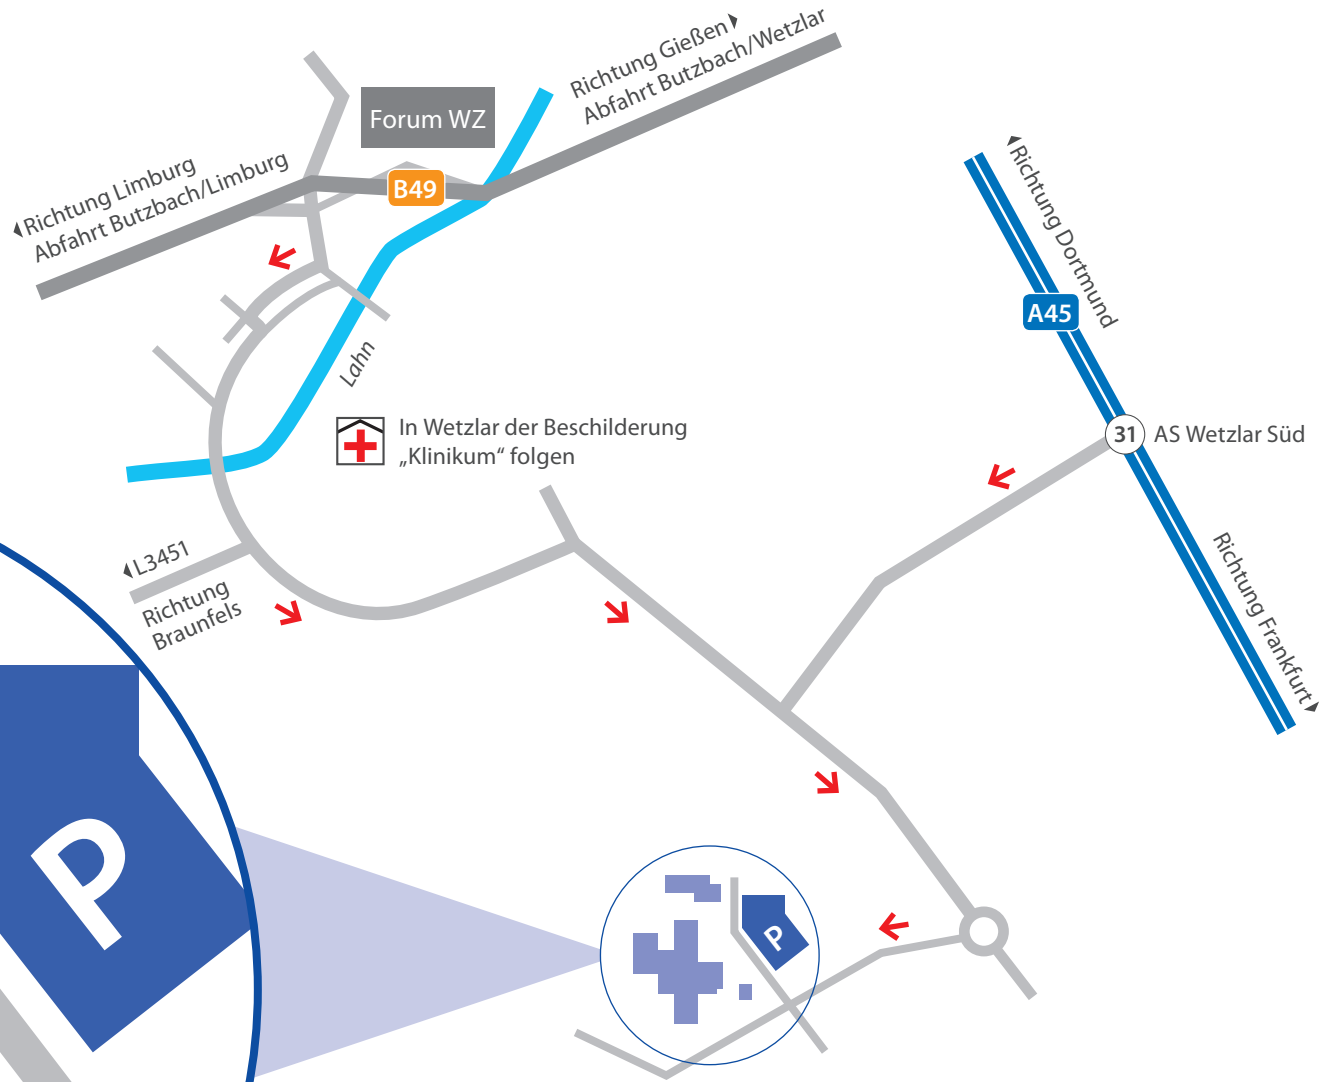 Richtung Gießen
Abfahrt Butzbach/Wetzlar
Forum WZ
B49
Richtung Limburg
Abfahrt Butzbach/Limburg
Richtung Dortmund
A45
Lahn
In Wetzlar der Beschilderung
„Klinikum“ folgen
31
AS Wetzlar Süd
L3451
Richtung
Braunfels
Richtung Frankfurt
P
P